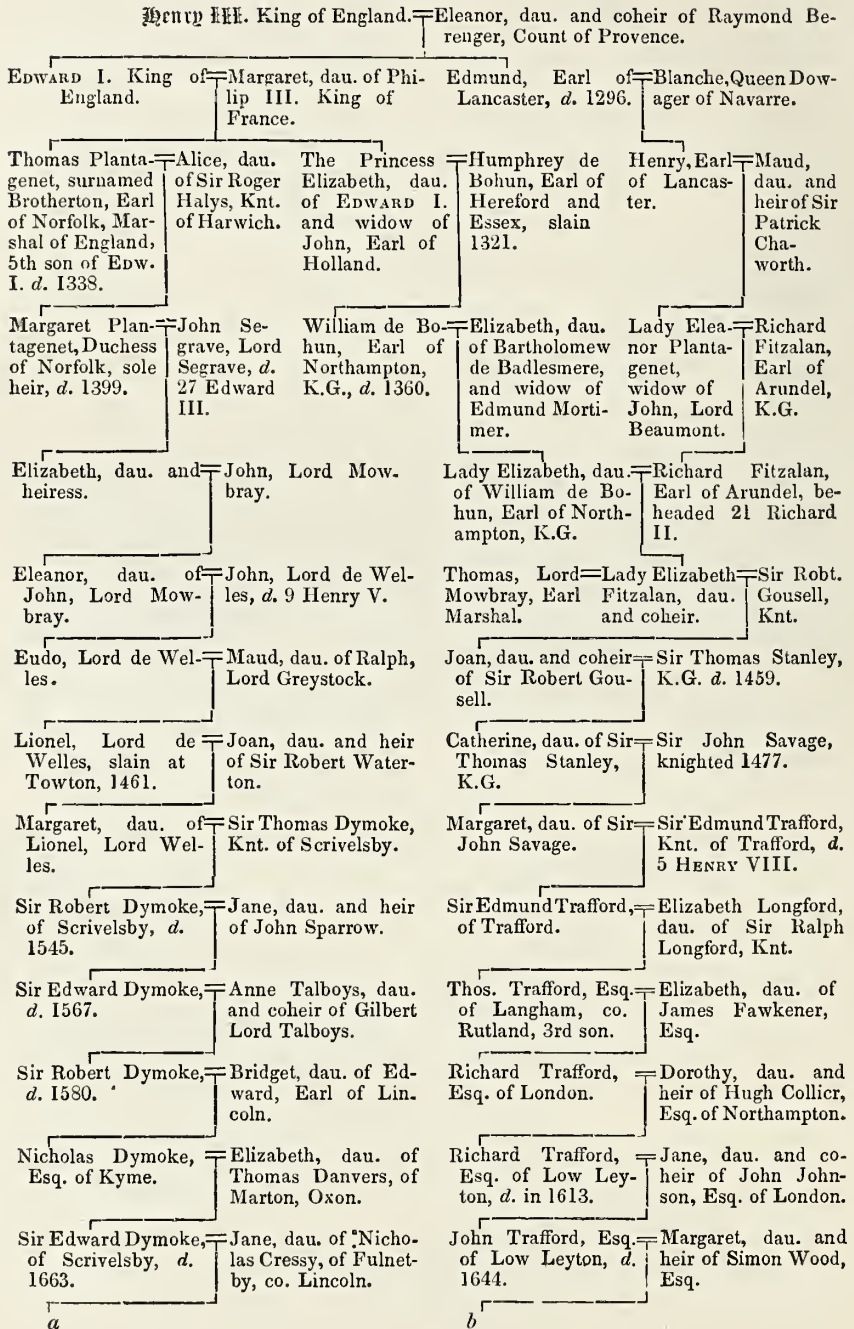 Henry III. King of England.=Eleanor, dau. and coheir of Raymond Be-
renger, Count of Provence.
EDWARD I. King of
England.
=Margaret, dau. of Phi-
lip III. King of
France.
Edmund, Earl of
Lancaster, d. 1296.
=Blanche, Queen Dow-
ager of Navarre.
Thomas Planta-
genet, surnamed
Brotherton, Earl
of Norfolk, Mar-
shal of England,
5th son of EDW.
I. d. 1338.
=Alice, dau.
of Sir Roger
Halys, Knt.
of Harwich.
The Princess
Elizabeth, dau.
of EDWARD I.
and widow of
John, Earl of
Holland.
=Humphrey de
Bohun, Earl of
Hereford and
Essex, slain
1321.
Henry, Earl
of Lancas-
ter.
=Maud,
dau. and
heir of Sir
Patrick
Cha-
worth.
Margaret Plan-
tagenet, Duchess
of Norfolk, sole
heir, d. 1399.
=John Se-
grave, Lord
Segrave, d.
27 Edward
III.
William de Bo-
hun, Earl of
Northampton,
K.G., d. 1360.
=Elizabeth, dau.
of Bartholomew
de Badlesmere,
and widow of
Edmund Morti-
mer.
Lady Elea-
nor Planta-
genet,
widow of
John, Lord
Beaumont.
=Richard
Fitzalan,
Earl of
Arundel,
K.G.
Elizabeth, dau. and
heiress.
=John, Lord Mow-
bray.
Lady Elizabeth, dau.
of William de Bo-
hun, Earl of North-
ampton, K.G.
=Richard Fitzalan,
Earl of Arundel, be-
headed 21 Richard
II.
Eleanor, dau. of
John, Lord Mow-
bray.
=John, Lord de Wel-
les, d. 9 Henry V.
Thomas, Lord
Mowbray, Earl
Marshal.
=Lady Elizabeth
Fitzalan, dau.
and coheir.
=Sir Robt.
Gousell,
Knt.
Eudo, Lord de Wel-
les.
=Maud, dau. of Ralph,
Lord Greystock.
Joan, dau. and coheir
of Sir Robert Gou-
sell.
=Sir Thomas Stanley,
K.G. d. 1459.
Lionel, Lord de
Welles, slain at
Towton, 1461.
=Joan, dau. and heir
of Sir Robert Water-
ton.
Catherine, dau. of Sir
Thomas Stanley,
K.G.
=Sir John Savage,
knighted 1477.
Margaret, dau. of
Lionel, Lord Wel-
les.
=Sir Thomas Dymoke,
Knt. of Scrivelsby.
Margaret, dau. of Sir
John Savage.
=Sir Edmund Trafford,
Knt. of Trafford, d.
5 HENRY VIII.
Sir Robert Dymoke,
of Scrivelsby, d.
1545.
=Jane, dau. and heir
of John Sparrow.
Sir Edmund Trafford,
of Trafford.
=Elizabeth Longford,
dau. of Sir Ralph
Longford, Knt.
Sir Edward Dymoke,
d. 1567.
=Anne Talboys, dau.
and coheir of Gilbert
Lord Talboys.
Thos. Trafford, Esq.
of Langham, co.
Rutland, 3rd son.
=Elizabeth, dau. of
James Fawkener,
Esq.
Sir Robert Dymoke,
d. 1580.
=Bridget, dau. of Ed-
ward, Earl of Lin-
coln.
Richard Trafford,
Esq. of London.
=Dorothy, dau. and
heir of Hugh Collicr,
Esq. of Northampton.
Nicholas Dymoke,
Esq. of Kyme.
=Elizabeth, dau. of
Thomas Danvers, of
Marton, Oxon.
Richard Trafford,
Esq. of Low Ley-
ton, d. in 1613.
=Jane, dau. and co-
heir of John John-
son, Esq. of London.
Sir Edward Dymoke,
of Scrivelsby, d.
1663.
=Jane, dau. of Nicho-
las Cressy, of Fulnet-
by, co. Lincoln.
John Trafford, Esq.
of Low Leyton, d.
1644.
=Margaret, dau. and
heir of Simon Wood,
Esq.
a
b